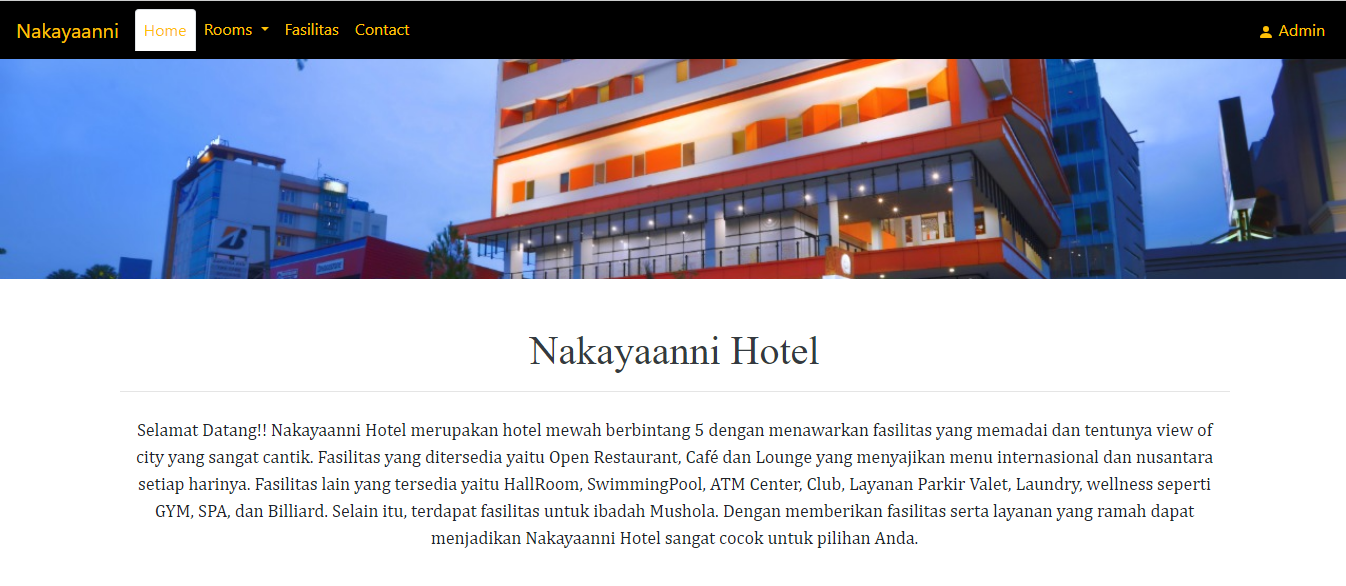 Nakayaanni Home Rooms Fasilitas Contact Admin
Nakayaanni Hotel
Selamat Datang!! Nakayaanni Hotel merupakan hotel mewah berbintang 5 dengan menawarkan fasilitas yang memadai dan tentunya view of
city yang sangat cantik. Fasilitas yang ditersedia yaitu Open Restaurant, Café dan Lounge yang menyajikan menu internasional dan nusantara
setiap harinya. Fasilitas lain yang tersedia yaitu HallRoom, SwimmingPool, ATM Center, Club, Layanan Parkir Valet, Laundry, wellness seperti
GYM, SPA, dan Billiard. Selain itu, terdapat fasilitas untuk ibadah Mushola. Dengan memberikan fasilitas serta layanan yang ramah dapat
menjadikan Nakayaanni Hotel sangat cocok untuk pilihan Anda.